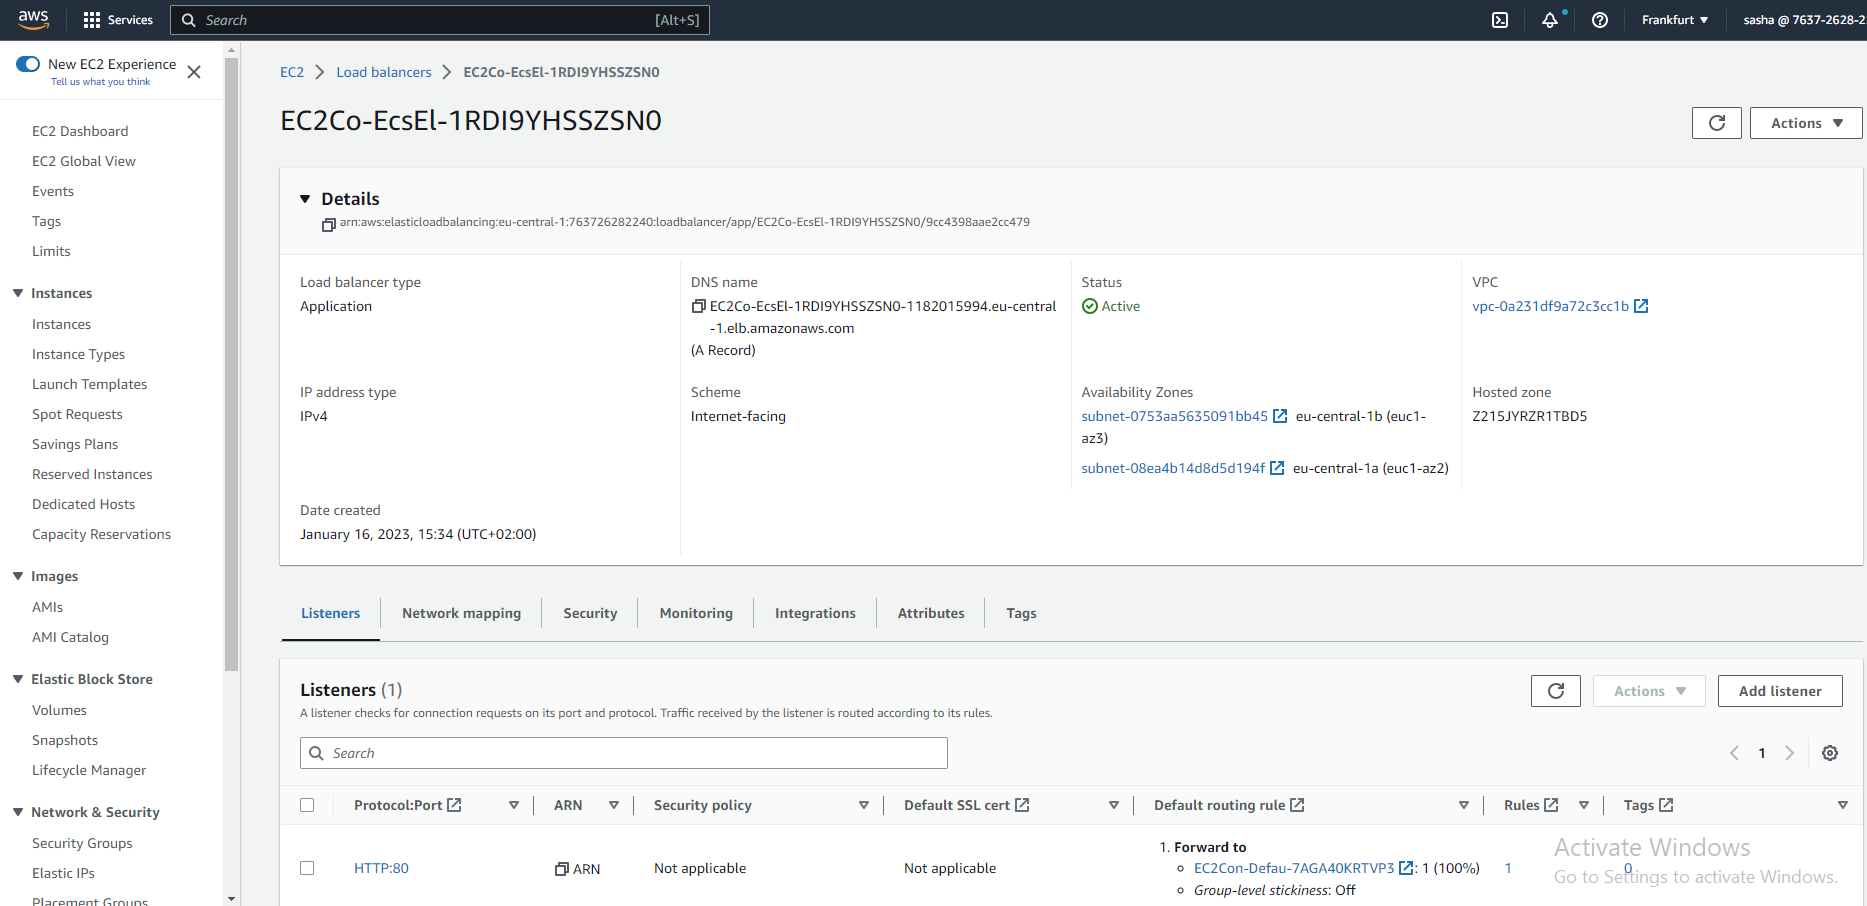 aws
Services
Search
[Alt+S]
Frankfurt
sasha @ 7637-2628-2
New EC2 Experience
Tell us what you think
EC2 Dashboard
EC2 Global View
Events
Tags
Limits
Instances
Instances
Instance Types
Launch Templates
Spot Requests
Savings Plans
Reserved Instances
Dedicated Hosts
Capacity Reservations
Images
AMIs
AMI Catalog
Elastic Block Store
Volumes
Snapshots
Lifecycle Manager
Network & Security
Security Groups
Elastic IPs
Placement Groups
EC2 > Load balancers > EC2Co-EcsEl-1RDI9YHSSZSN0
EC2Co-EcsEl-1RDI9YHSSZSN0
Actions
Details
arn:aws:elasticloadbalancing:eu-central-1:763726282240:loadbalancer/app/EC2Co-EcsEl-1RDI9YHSSZSN0/9cc4398aae2cc479
Load balancer type
Application
DNS name
EC2Co-EcsEl-1RDI9YHSSZSN0-1182015994.eu-central
-1.elb.amazonaws.com
(A Record)
Status
Active
VPC
vpc-0a231df9a72c3cc1b
IP address type
IPv4
Scheme
Internet-facing
Availability Zones
subnet-0753aa5635091bb45 eu-central-1b (euc1-
az3)
subnet-08ea4b14d8d5d194f eu-central-1a (euc1-az2)
Hosted zone
Z215JYRZR1TBD5
Date created
January 16, 2023, 15:34 (UTC+02:00)
Listeners
Network mapping
Security
Monitoring
Integrations
Attributes
Tags
Listeners (1)
A listener checks for connection requests on its port and protocol. Traffic received by the listener is routed according to its rules.
Actions
Add listener
Search
1
Protocol:Port
ARN
Security policy
Default SSL cert
Default routing rule
Rules
Tags
HTTP:80
ARN
Not applicable
Not applicable
1. Forward to
EC2Con-Defau-7AGA40KRTVP3 : 1 (100%)
Group-level stickiness: Off
1
0
Activate Windows
Go to Settings to activate Windows.